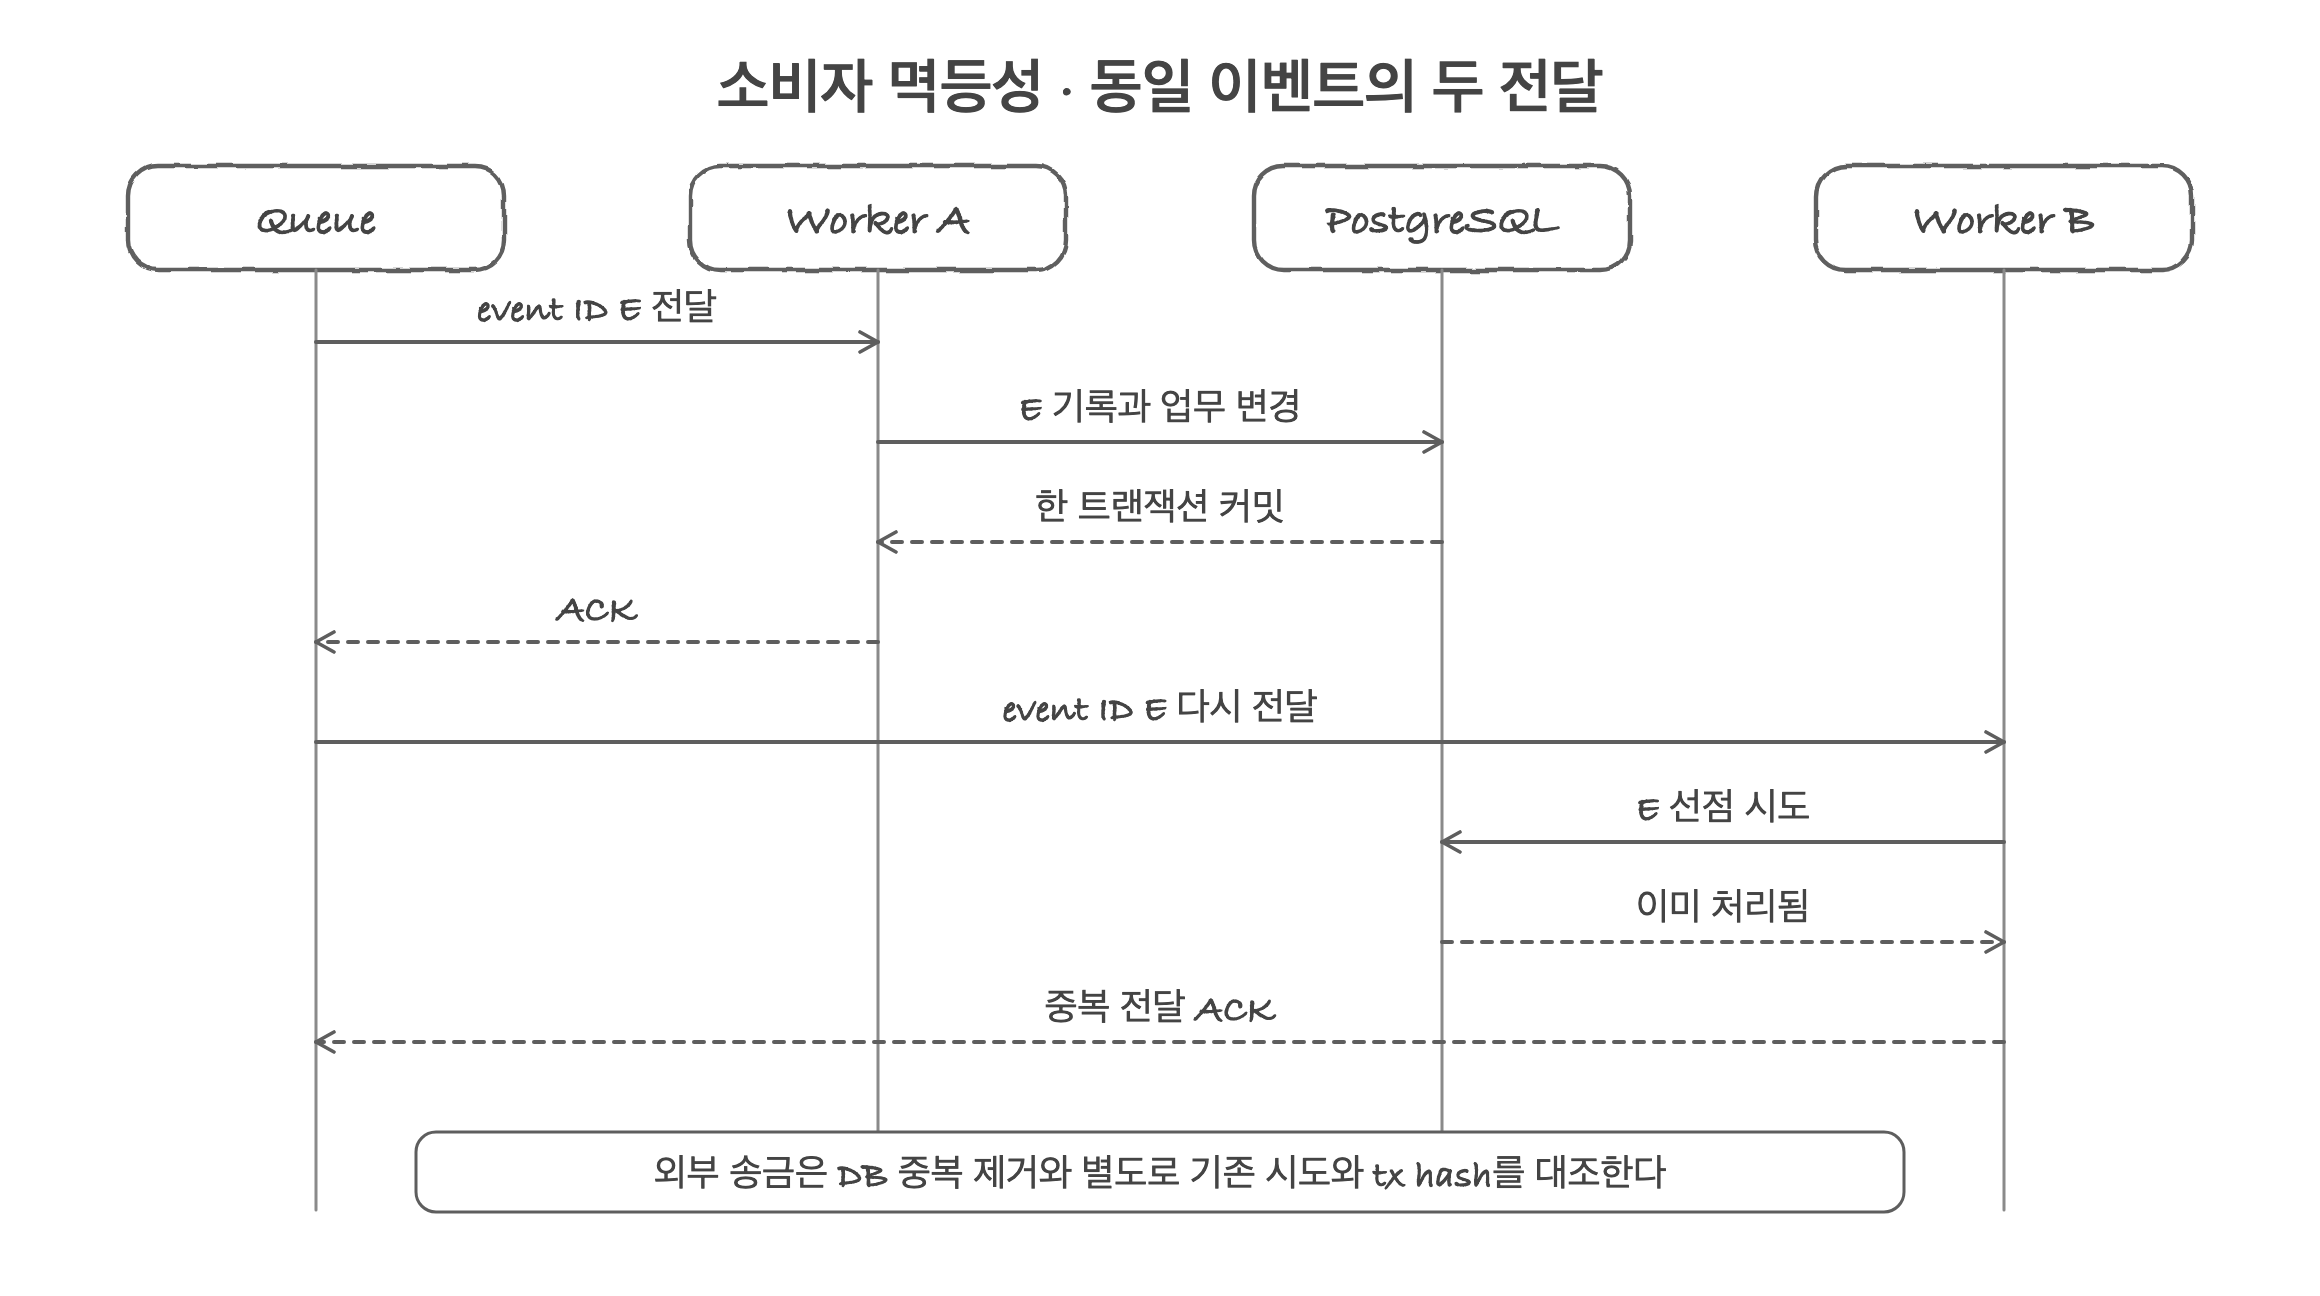 소비자 멱등성 · 동일 이벤트의 두 전달
Queue
Worker A
PostgreSQL
Worker B
event ID E 전달
E 기록과 업무 변경
한 트랜잭션 커밋
ACK
event ID E 다시 전달
E 선점 시도
이미 처리됨
중복 전달 ACK
외부 송금은 DB 중복 제거와 별도로 기존 시도와 tx hash를 대조한다